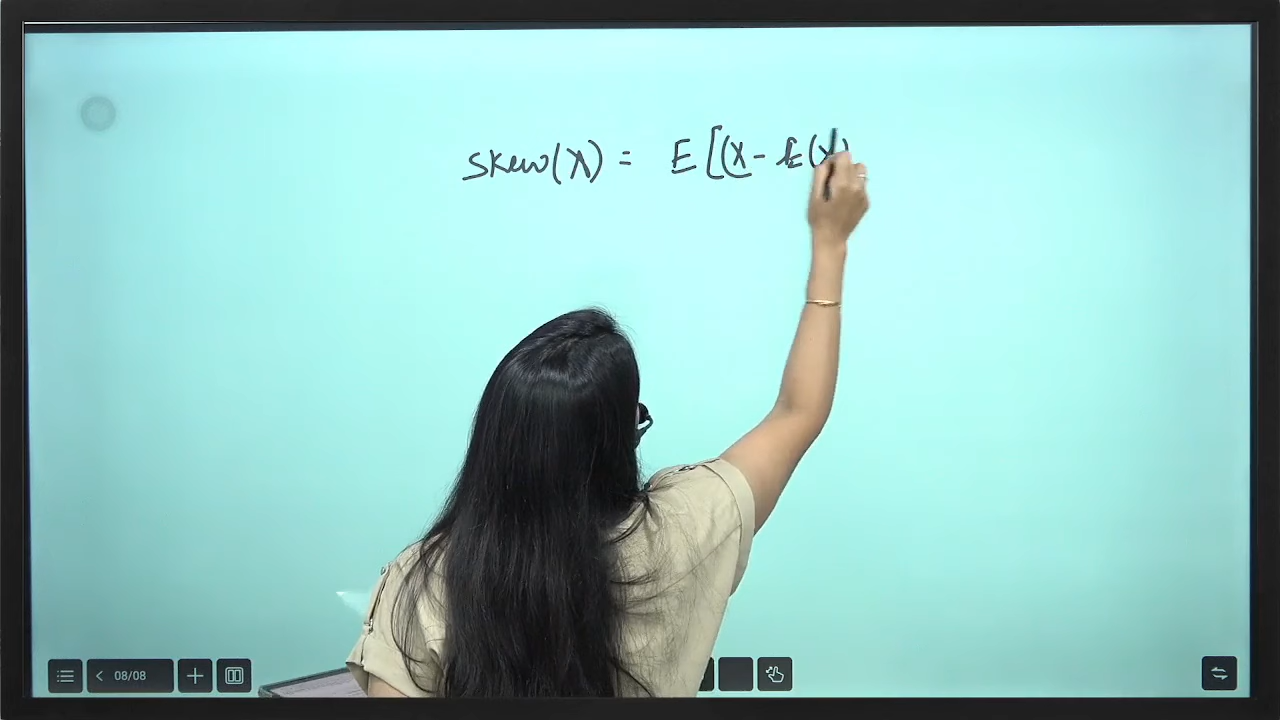 Skew(X) = E[(X - E(X)
08/08